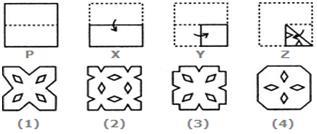 P X Y Z
(1) (2) (3) (4)